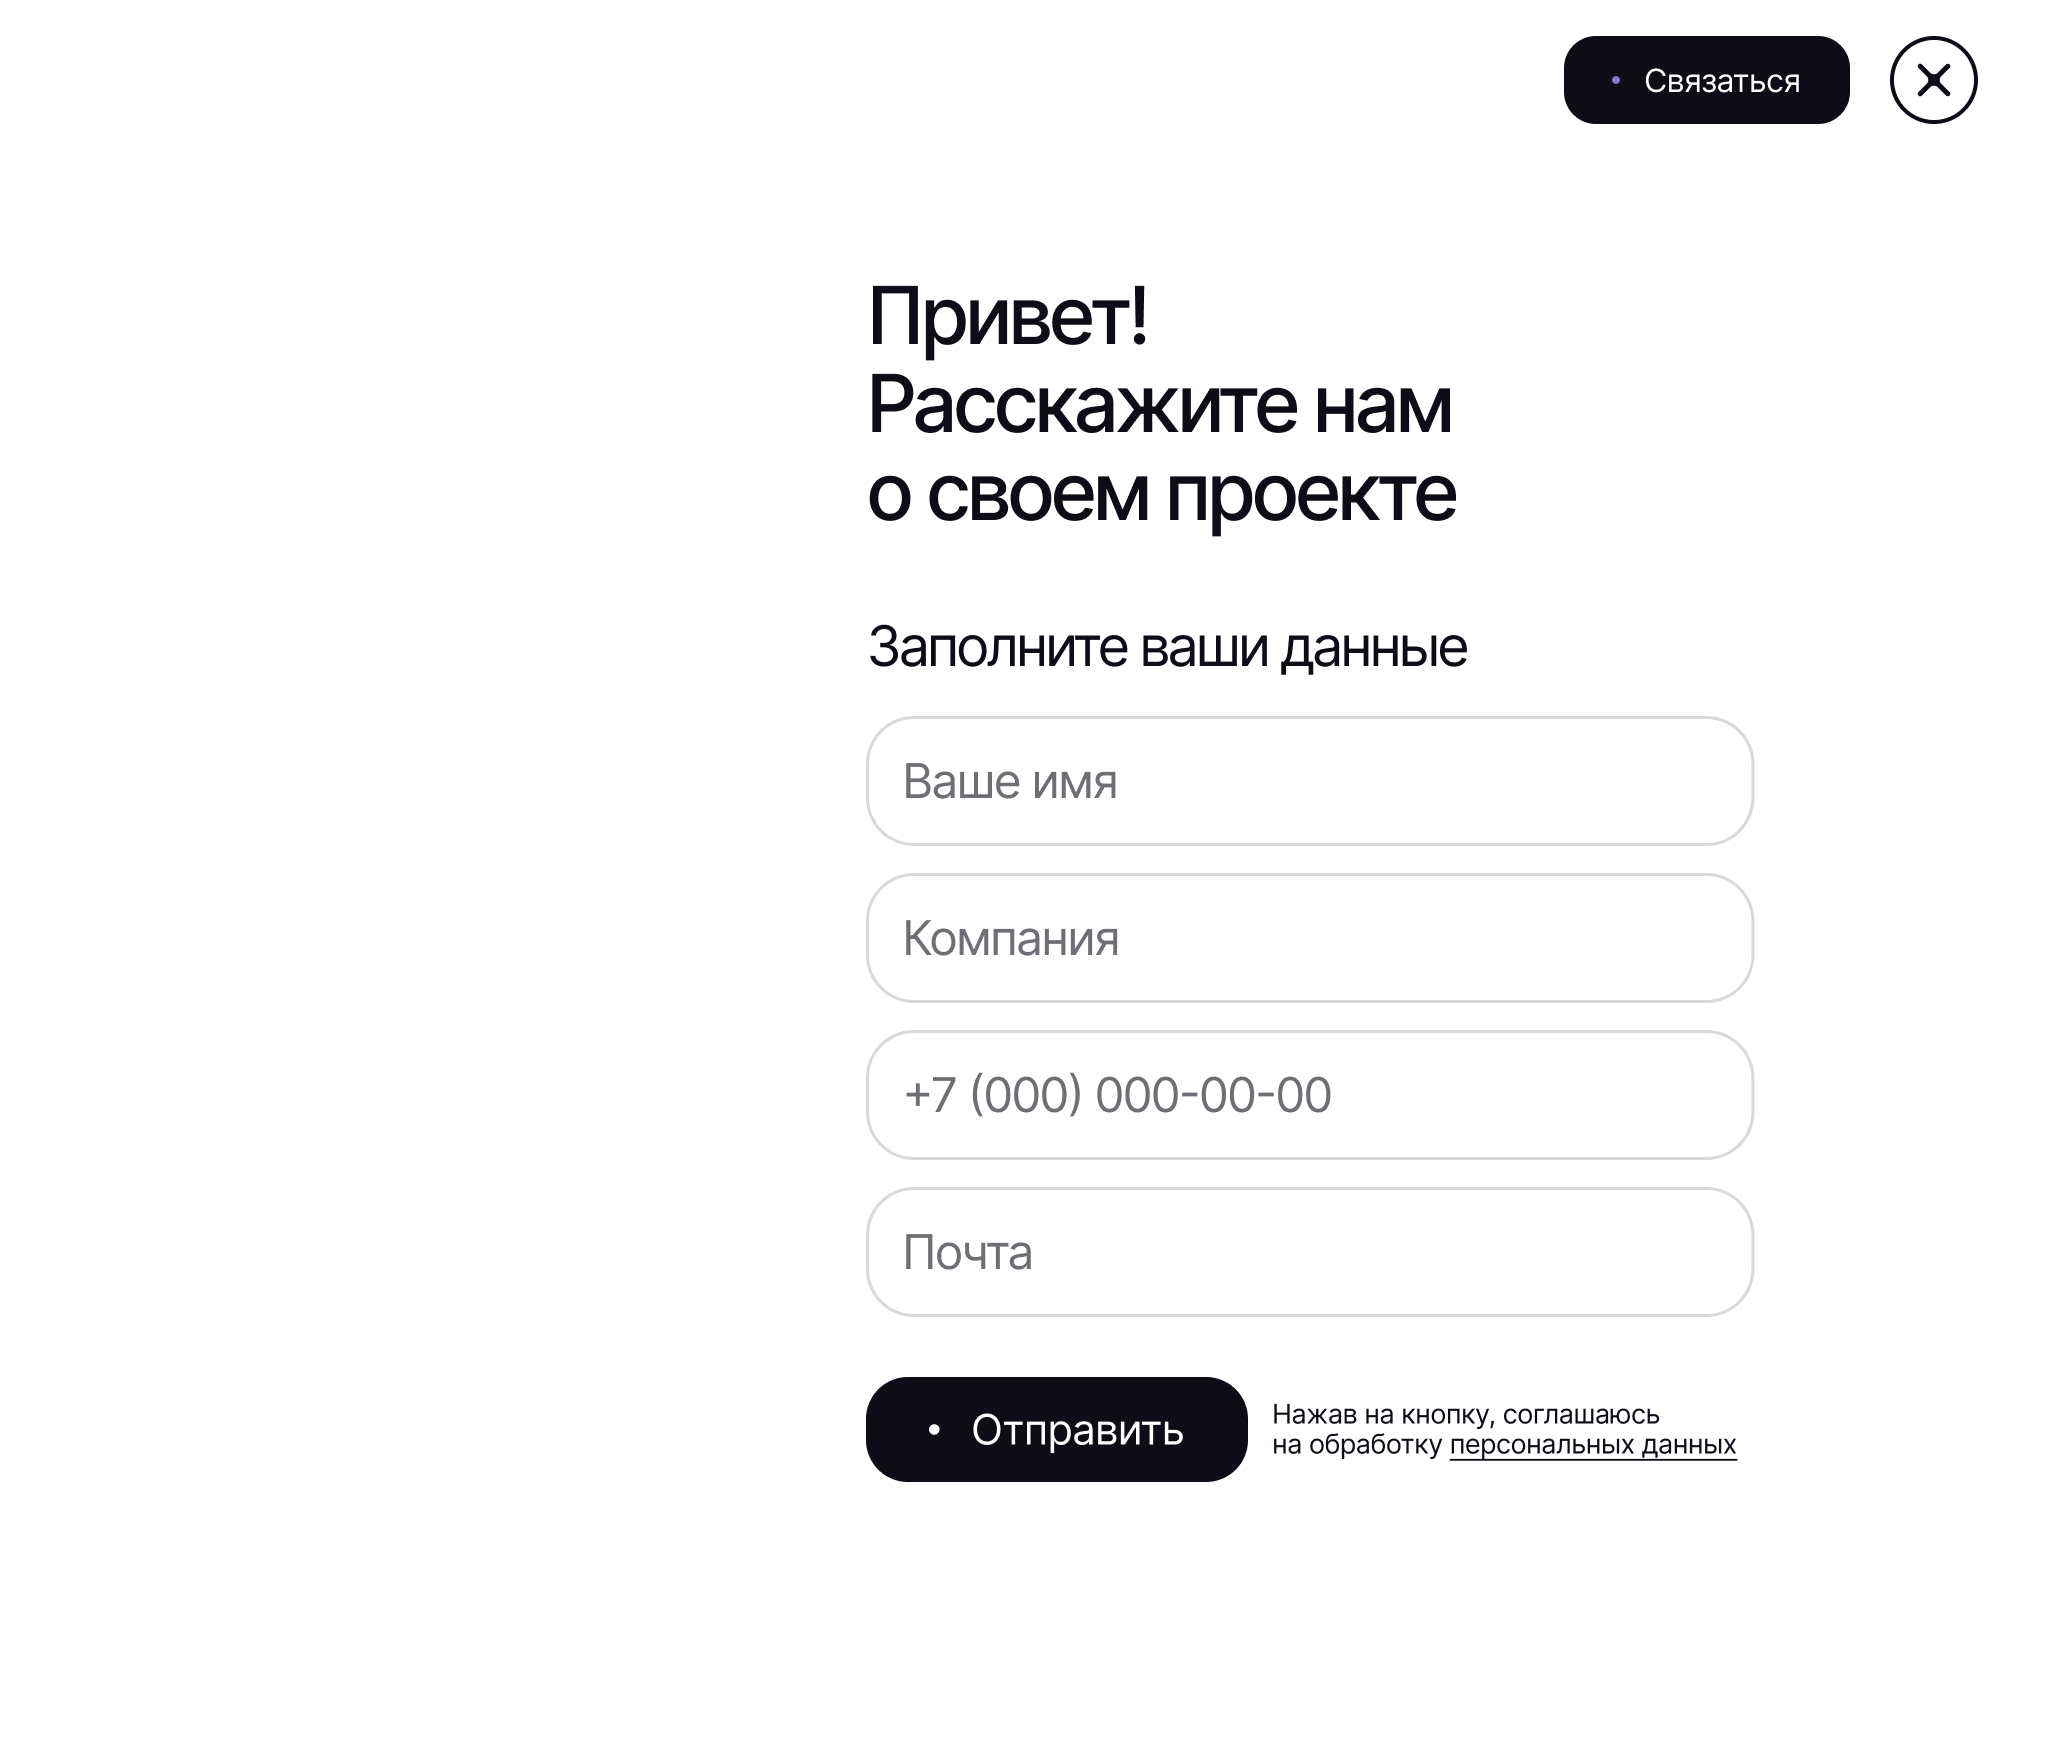 Связаться
Привет!
Расскажите нам
о своем проекте
Заполните ваши данные
Ваше имя
Компания
+7 (000) 000-00-00
Почта
Отправить
Нажав на кнопку, соглашаюсь
на обработку персональных данных